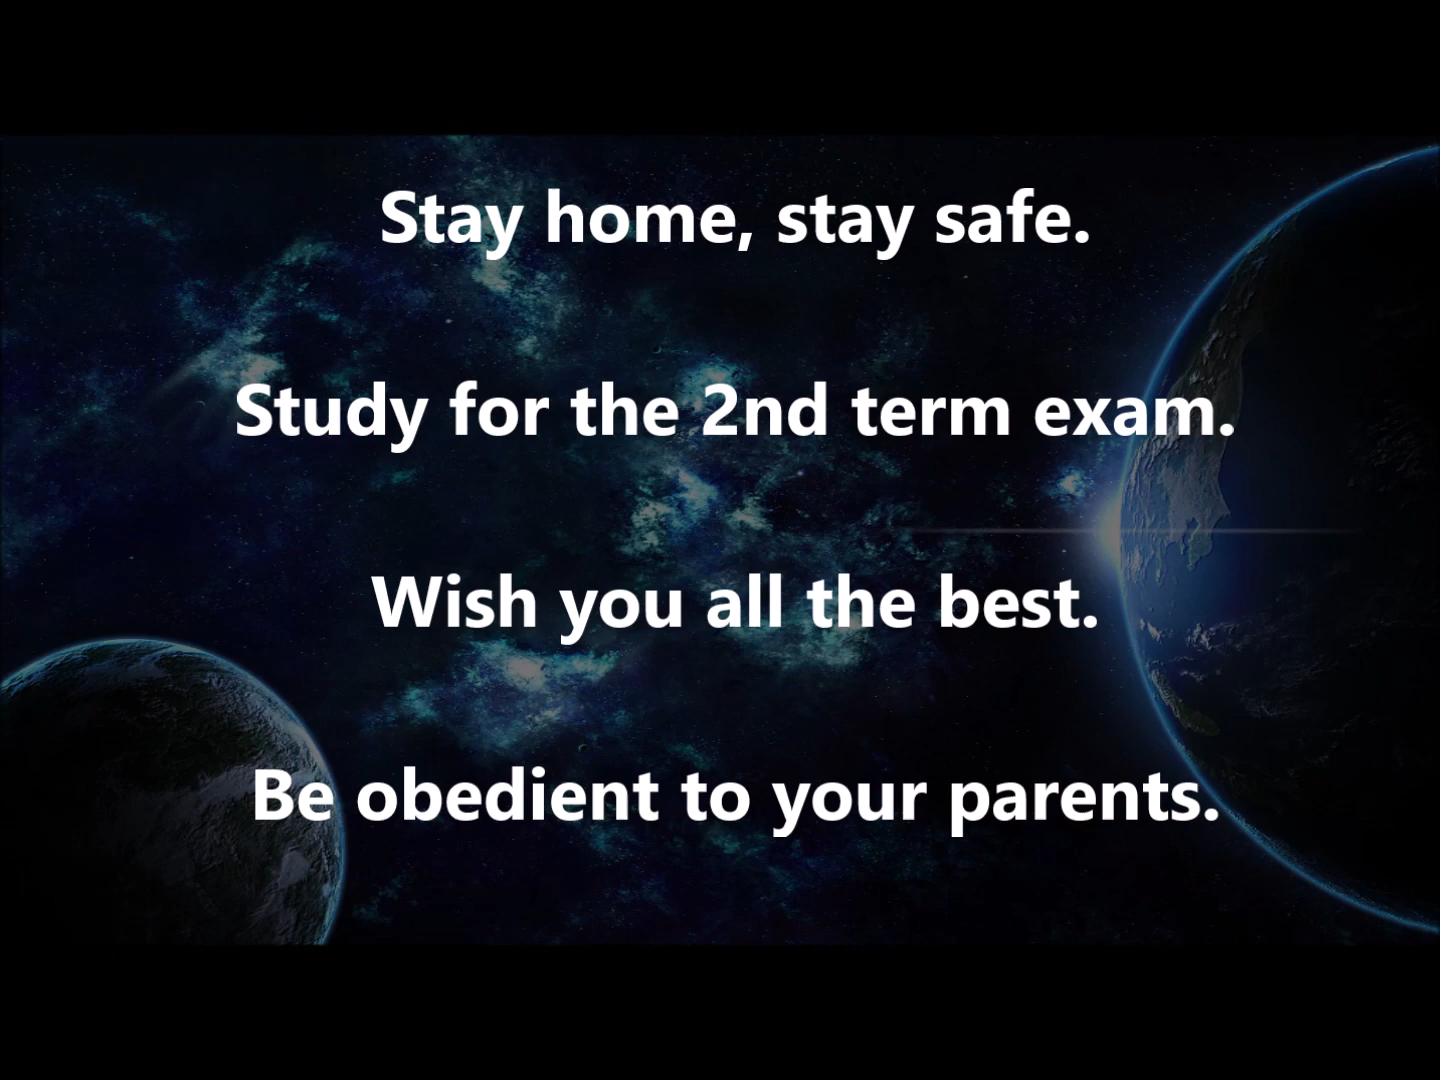 Stay home, stay safe.
Study for the 2nd term exam.
Wish you all the best.
Be obedient to your parents.